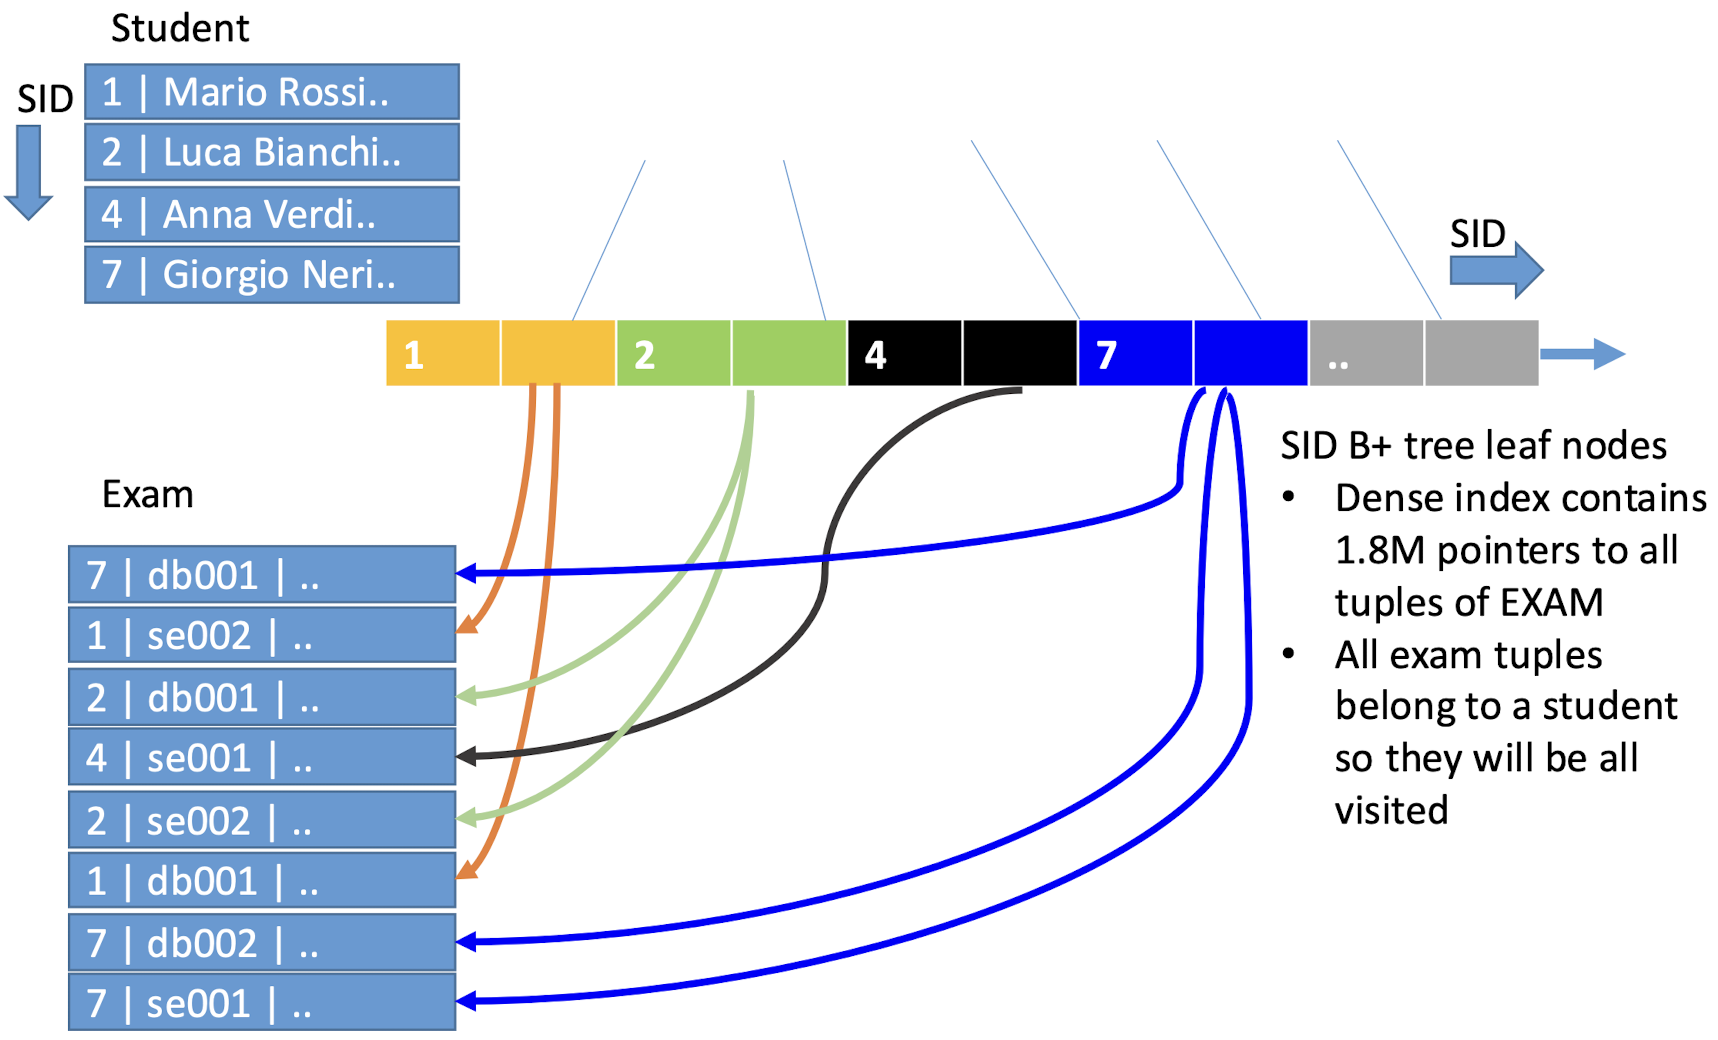 Student
SID
1 | Mario Rossi..
2 | Luca Bianchi..
4 | Anna Verdi..
7 | Giorgio Neri..
SID
1 2 4 7 ..
SID B+ tree leaf nodes
• Dense index contains
1.8M pointers to all
tuples of EXAM
• All exam tuples
belong to a student
so they will be all
visited
Exam
7 | db001 | ..
1 | se002 | ..
2 | db001 | ..
4 | se001 | ..
2 | se002 | ..
1 | db001 | ..
7 | db002 | ..
7 | se001 | ..